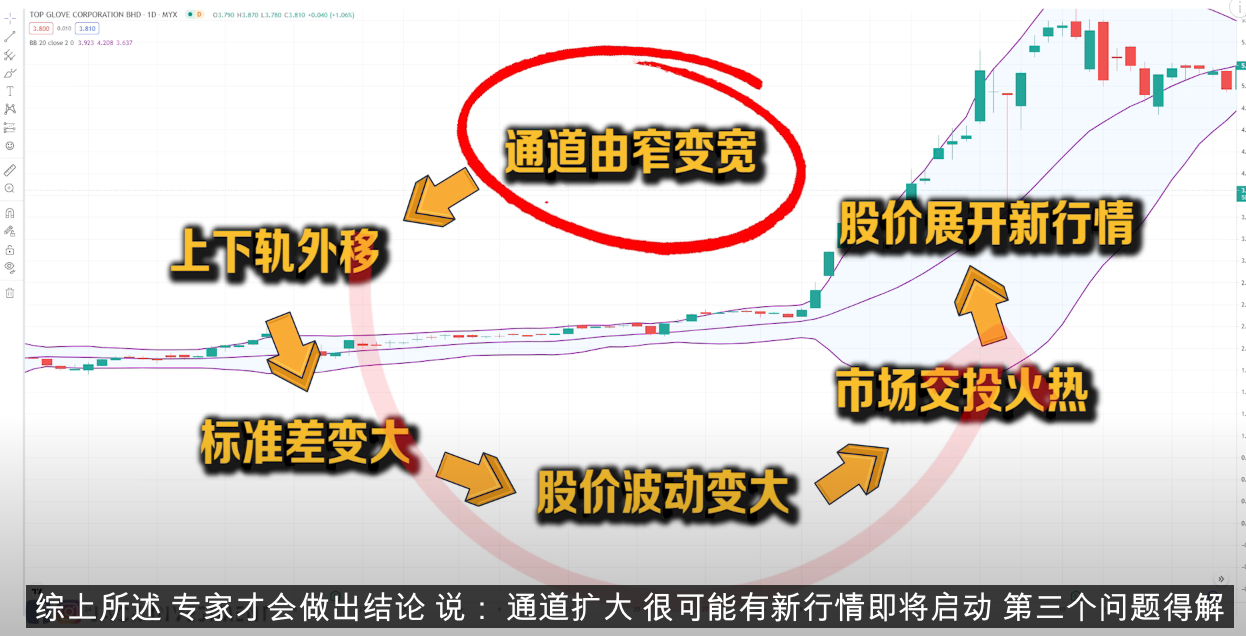 TOP GLOVE CORPORATION BHD · 1D · MYX D O3.790 H3.870 L3.780 C3.810 +0.040 (+1.06%)
3.800 0.010 3.810
BB 20 close 2 0 3.923 4.208 3.637
通道由窄变宽
上下轨外移
股价展开新行情
市场交投火热
标准差变大
股价波动变大
综上所述 专家才会做出结论 说： 通道扩大 很可能有新行情即将启动 第三个问题得解